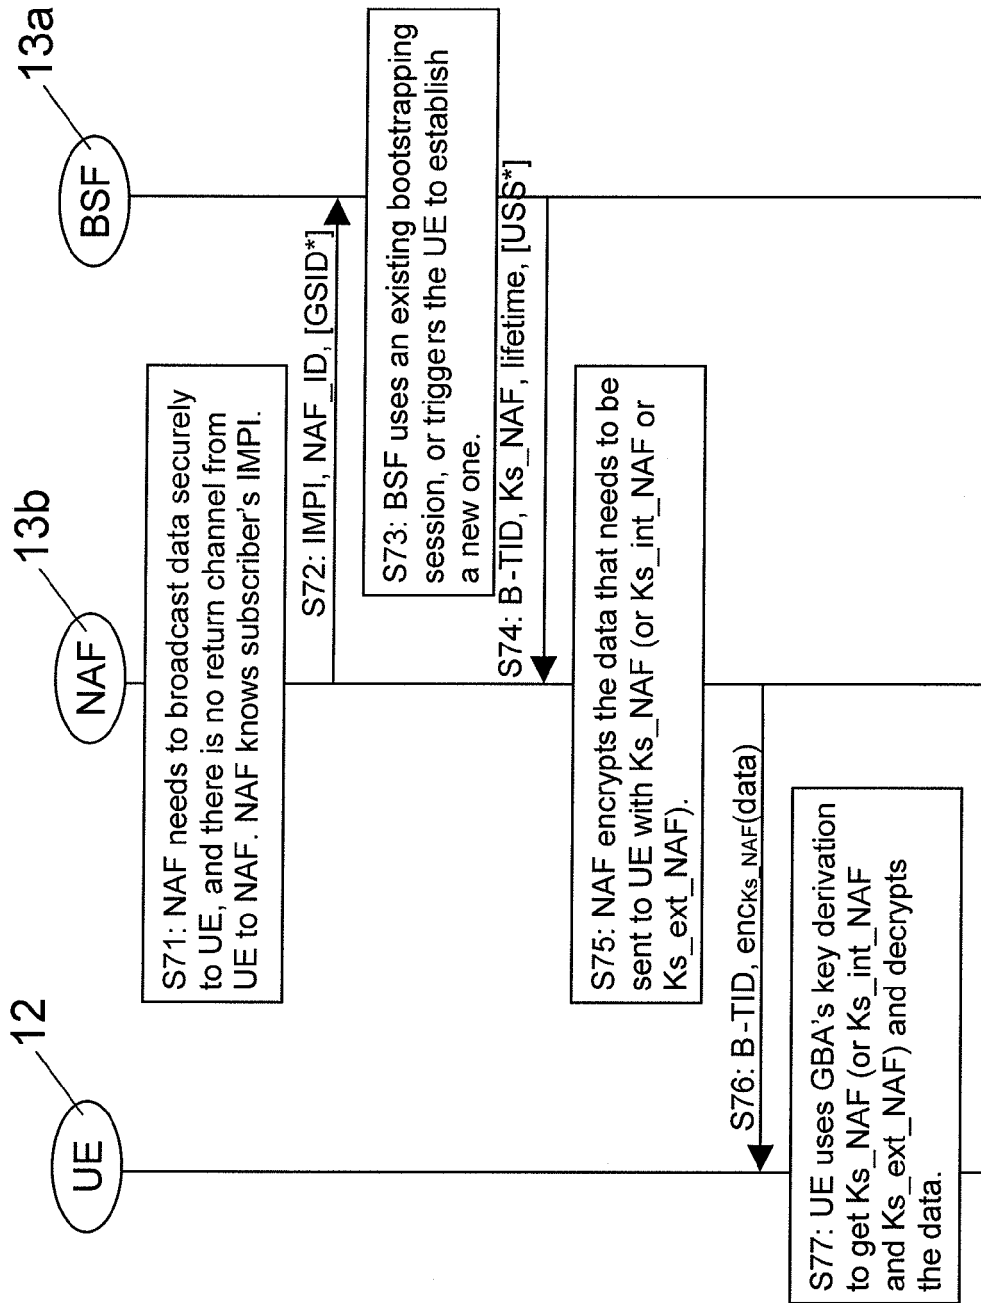 UE
12
NAF
13b
BSF
13a
S71: NAF needs to broadcast data securely
to UE, and there is no return channel from
UE to NAF. NAF knows subscriber's IMPI.
S72: IMPI, NAF_ID, [GSID*]
S73: BSF uses an existing bootstrapping
session, or triggers the UE to establish
a new one.
S74: B-TID, Ks_NAF, lifetime, [USS*]
S75: NAF encrypts the data that needs to be
sent to UE with Ks_NAF (or Ks_int_NAF or
Ks_ext_NAF).
S76: B-TID, encKs_NAF(data)
S77: UE uses GBA's key derivation
to get Ks_NAF (or Ks_int_NAF
and Ks_ext_NAF) and decrypts
the data.